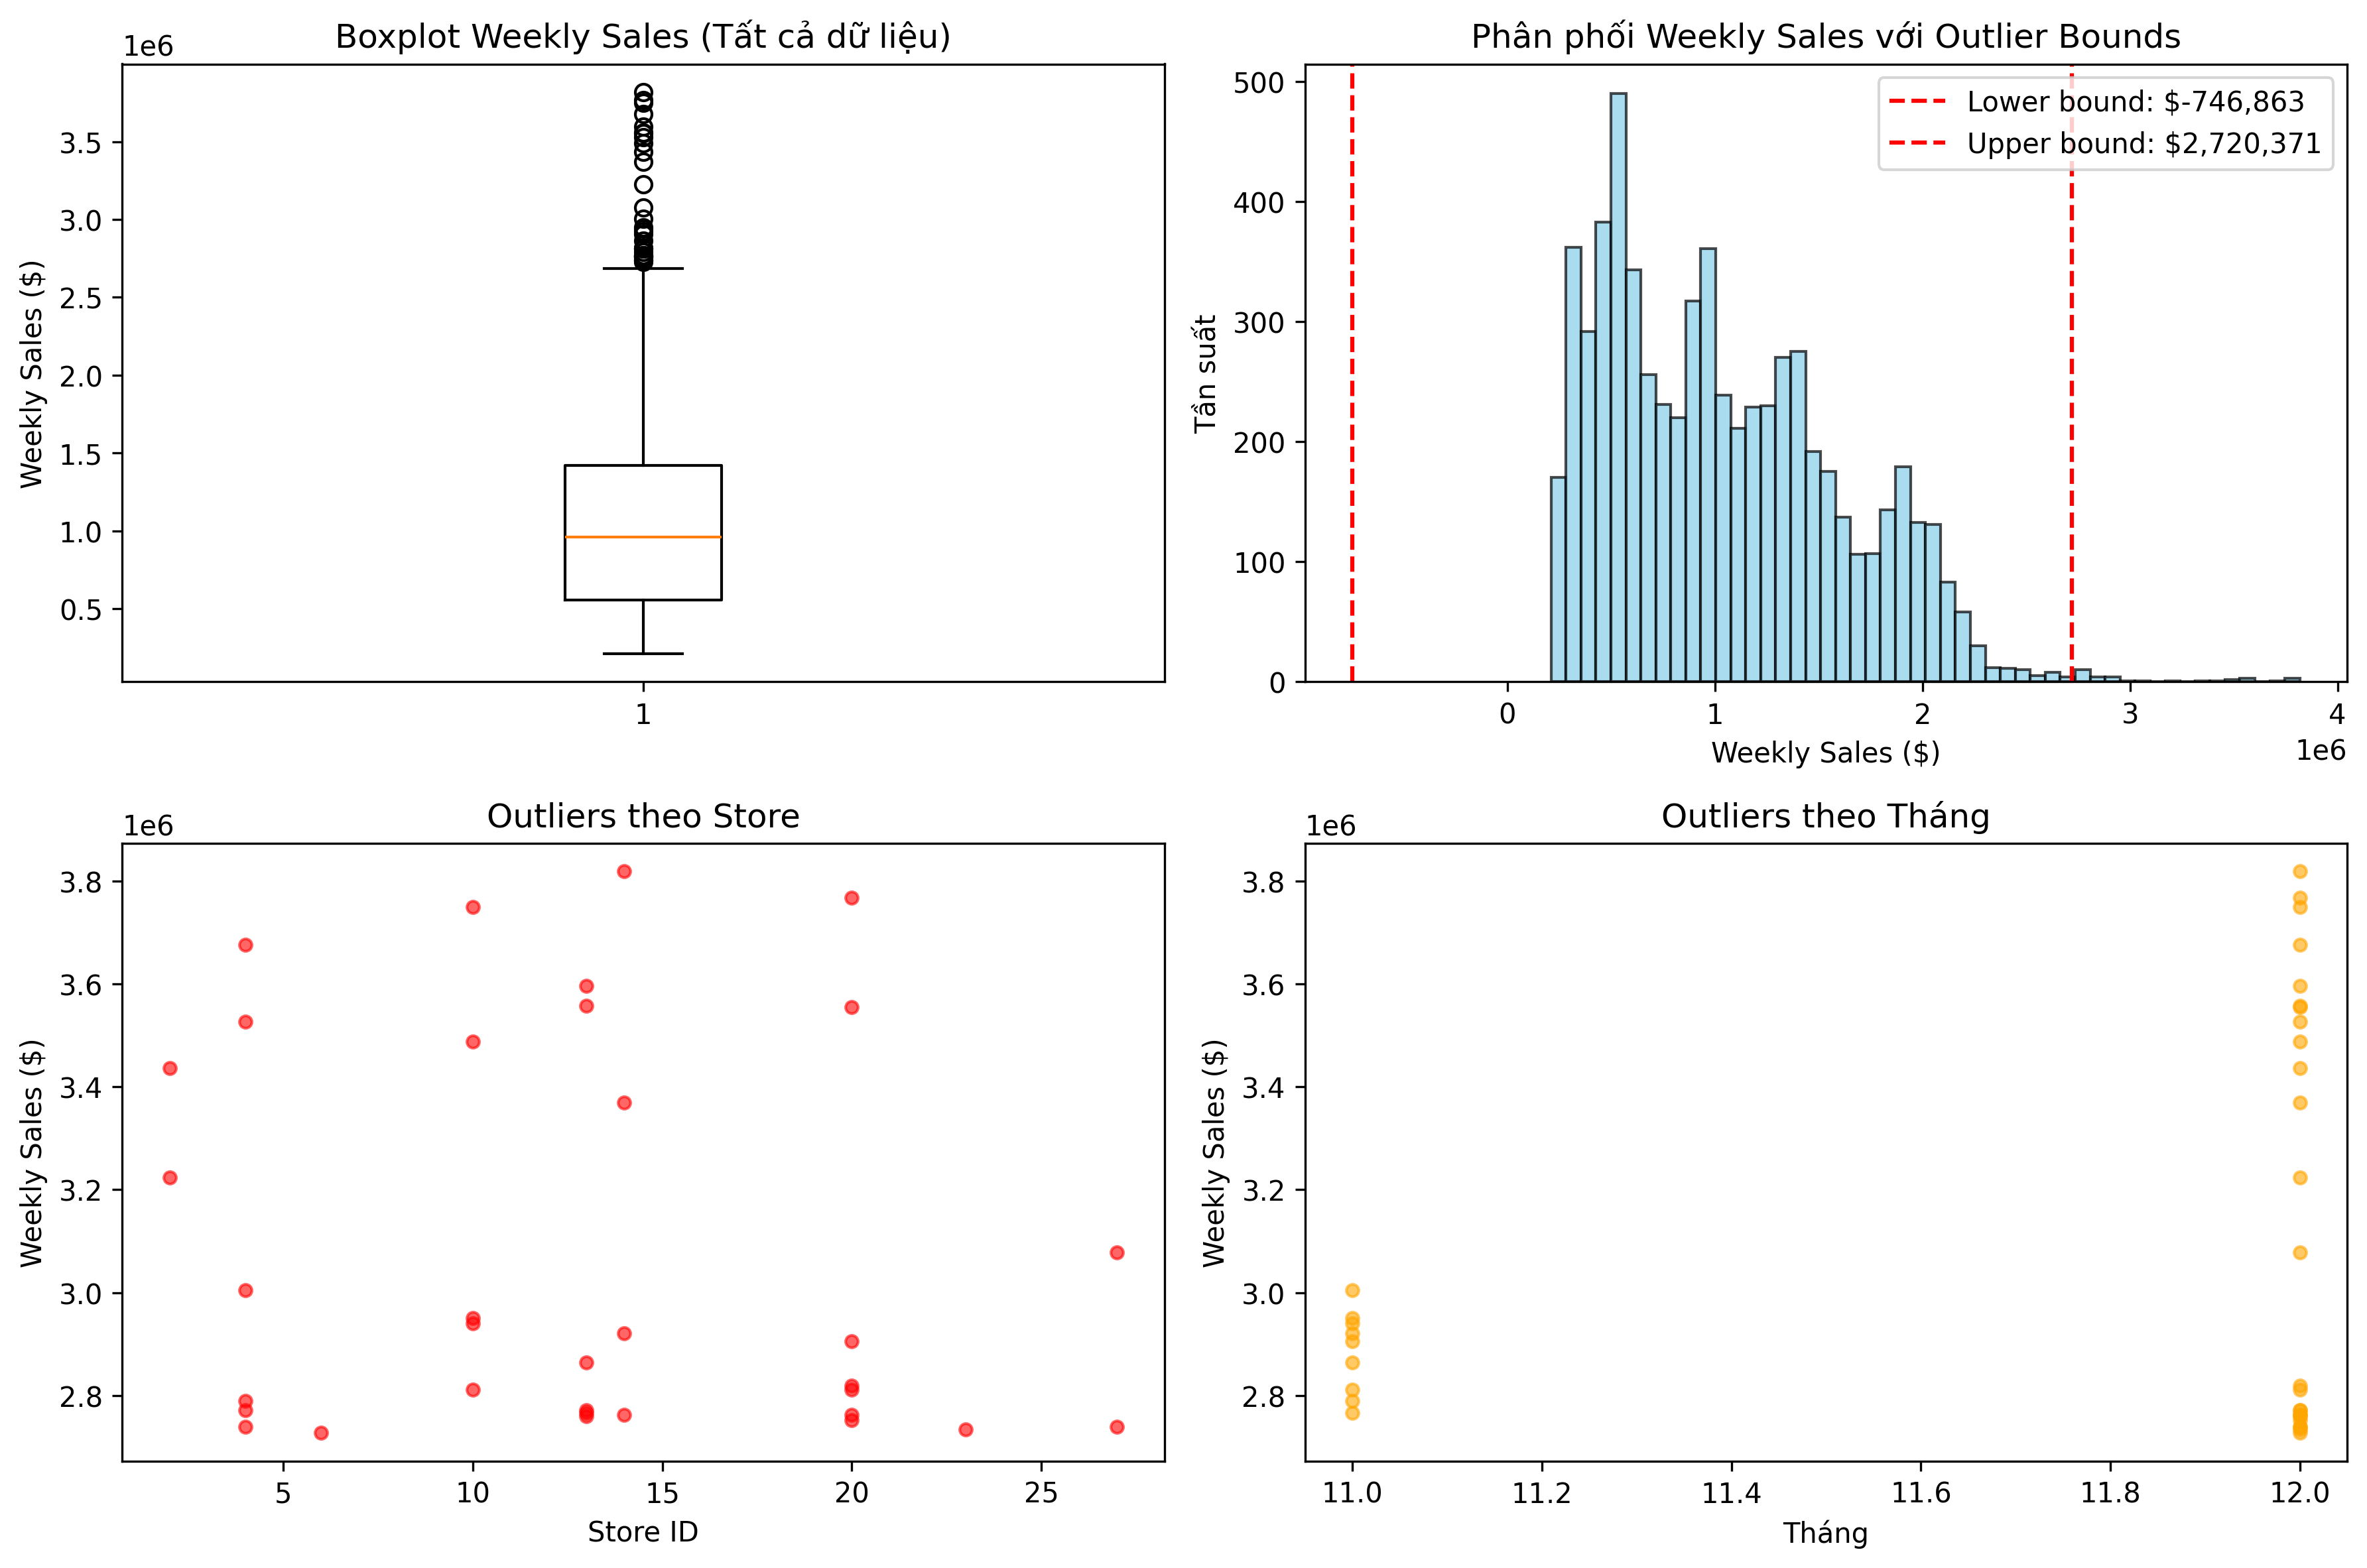 Boxplot Weekly Sales (Tất cả dữ liệu)
1e6
Weekly Sales ($)
3.5
3.0
2.5
2.0
1.5
1.0
0.5
1
Phân phối Weekly Sales với Outlier Bounds
Lower bound: $-746,863
Upper bound: $2,720,371
Tần suất
500
400
300
200
100
0
0 1 2 3 4
1e6
Weekly Sales ($)
Outliers theo Store
1e6
Weekly Sales ($)
3.8
3.6
3.4
3.2
3.0
2.8
5 10 15 20 25
Store ID
Outliers theo Tháng
1e6
Weekly Sales ($)
3.8
3.6
3.4
3.2
3.0
2.8
11.0 11.2 11.4 11.6 11.8 12.0
Tháng